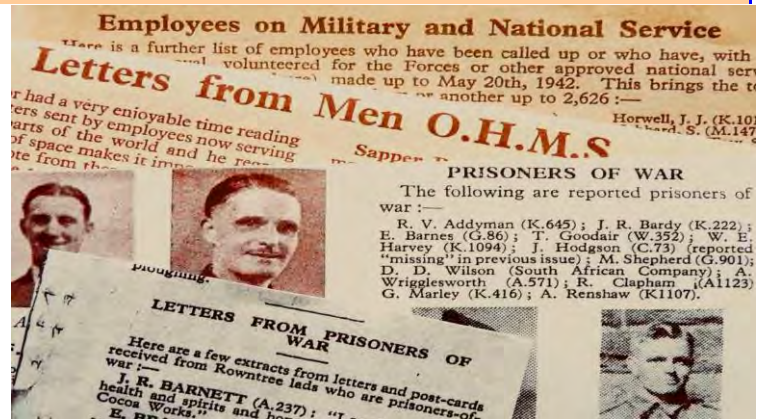 Employees on Military and National Service
Here is a further list of employees who have been called up or who have, with
volunteered for the Forces or other approved national
made up to May 20th, 1942. This brings the
another up to 2,626 :—
Horwell, J. J.
S.
Letters from Men O.H.M.S
had a very enjoyable time reading
sent by employees now serving
of the world and he
of space makes it
from
Sapper
PRISONERS OF WAR
The following are reported prisoners of
war :—
R. V. Addyman (K.645) ; J. R. Bardy (K.222) ;
E. Barnes (G.86) ; T. Goodair (W.352) ; W. E.
Harvey (K.1094) ; J. Hodgson (C.73) (reported
"missing" in previous issue) ; M. Shepherd (G.901);
D. D. Wilson (South African Company) ; A.
Wrigglesworth (A.571) ; R. Clapham ;(A1123)
G. Marley (K.416) ; A. Renshaw (K1107).
ploughing.
LETTERS FROM PRISONERS OF
WAR
Here are a few extracts from letters and post-cards
received from Rowntree lads who are prisoners-of-
war :—
J. R. BARNETT (A.237) :
health and spirits and
Cocoa Works."
E.